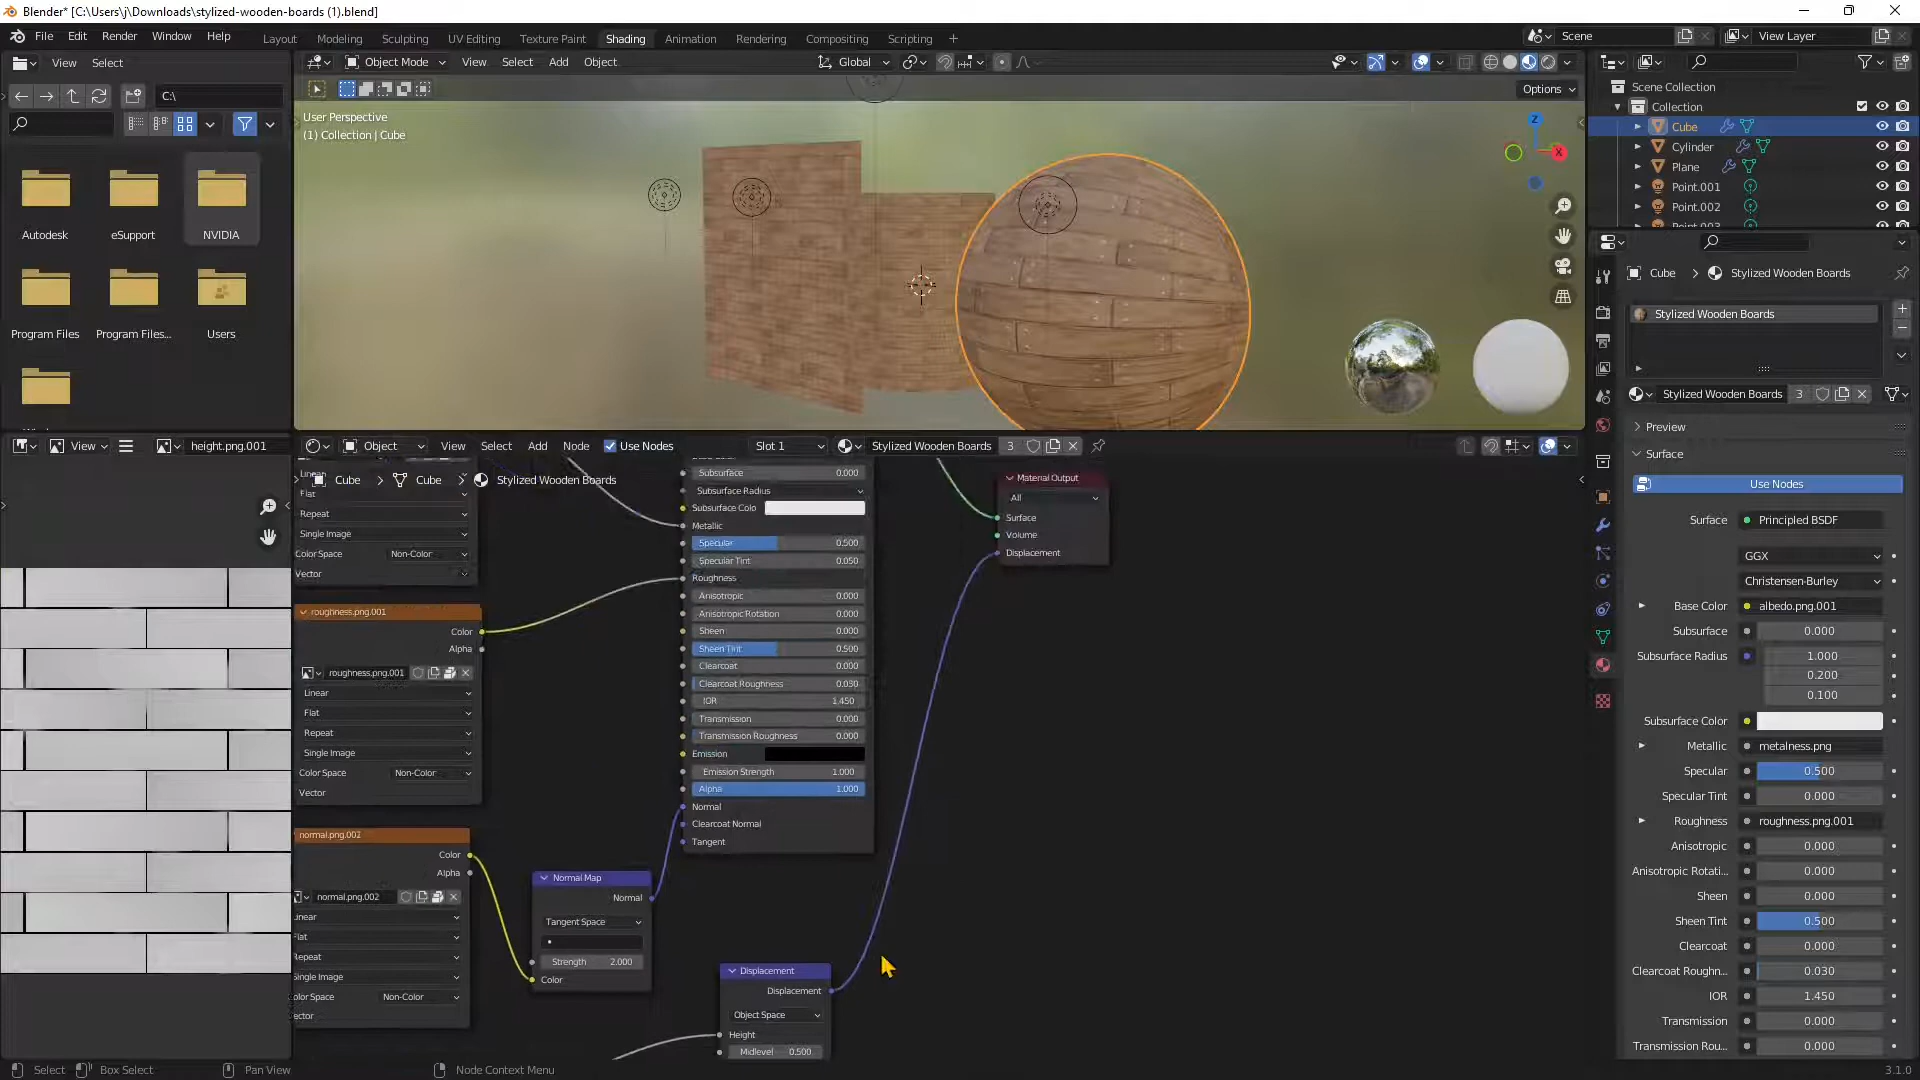 Blender* [C:\Users\j\Downloads\stylized-wooden-boards (1).blend]
File Edit Render Window Help
Layout Modeling Sculpting UV Editing Texture Paint Shading Animation Rendering Compositing Scripting
Scene
View Layer
View Select
C:\
Autodesk eSupport NVIDIA
Program Files Program Files... Users
Object Mode View Select Add Object
Global
Options
User Perspective
(1) Collection | Cube
Z
X
Scene Collection
Collection
Cube
Cylinder
Plane
Point.001
Point.002
View
height.png.001
Object View Select Add Node Use Nodes
Slot 1
Stylized Wooden Boards 3
Cube > Cube > Stylized Wooden Boards
Linear
Flat
Repeat
Single Image
Color Space Non-Color
Vector
roughness.png.001
Color
Alpha
roughness.png.001
Linear
Flat
Repeat
Single Image
Color Space Non-Color
Vector
normal.png.002
Color
Alpha
normal.png.002
Single Image
Non-Color
Normal Map
Normal
Tangent Space
Strength 2.000
Color
Displacement
Displacement
Object Space
Height
Midlevel 0.500
Subsurface 0.000
Subsurface Radius
Subsurface Colo
Metallic
Specular 0.500
Specular Tint 0.050
Roughness
Anisotropic 0.000
Anisotropic Rotation 0.000
Sheen 0.000
Sheen Tint 0.500
Clearcoat 0.000
Clearcoat Roughness 0.030
IOR 1.450
Transmission 0.000
Transmission Roughness 0.000
Emission
Emission Strength 1.000
Alpha 1.000
Normal
Clearcoat Normal
Tangent
Material Output
All
Surface
Volume
Displacement
Cube > Stylized Wooden Boards
Stylized Wooden Boards
Stylized Wooden Boards 3
Preview
Surface
Use Nodes
Surface Principled BSDF
GGX
Christensen-Burley
Base Color albedo.png.001
Subsurface 0.000
Subsurface Radius 1.000
0.200
0.100
Subsurface Color
Metallic metalness.png
Specular 0.500
Specular Tint 0.000
Roughness roughness.png.001
Anisotropic 0.000
Anisotropic Rotati... 0.000
Sheen 0.000
Sheen Tint 0.500
Clearcoat 0.000
Clearcoat Roughn... 0.030
IOR 1.450
Transmission 0.000
Transmission Rou... 0.000
Select Box Select Pan View Node Context Menu
3.1.0